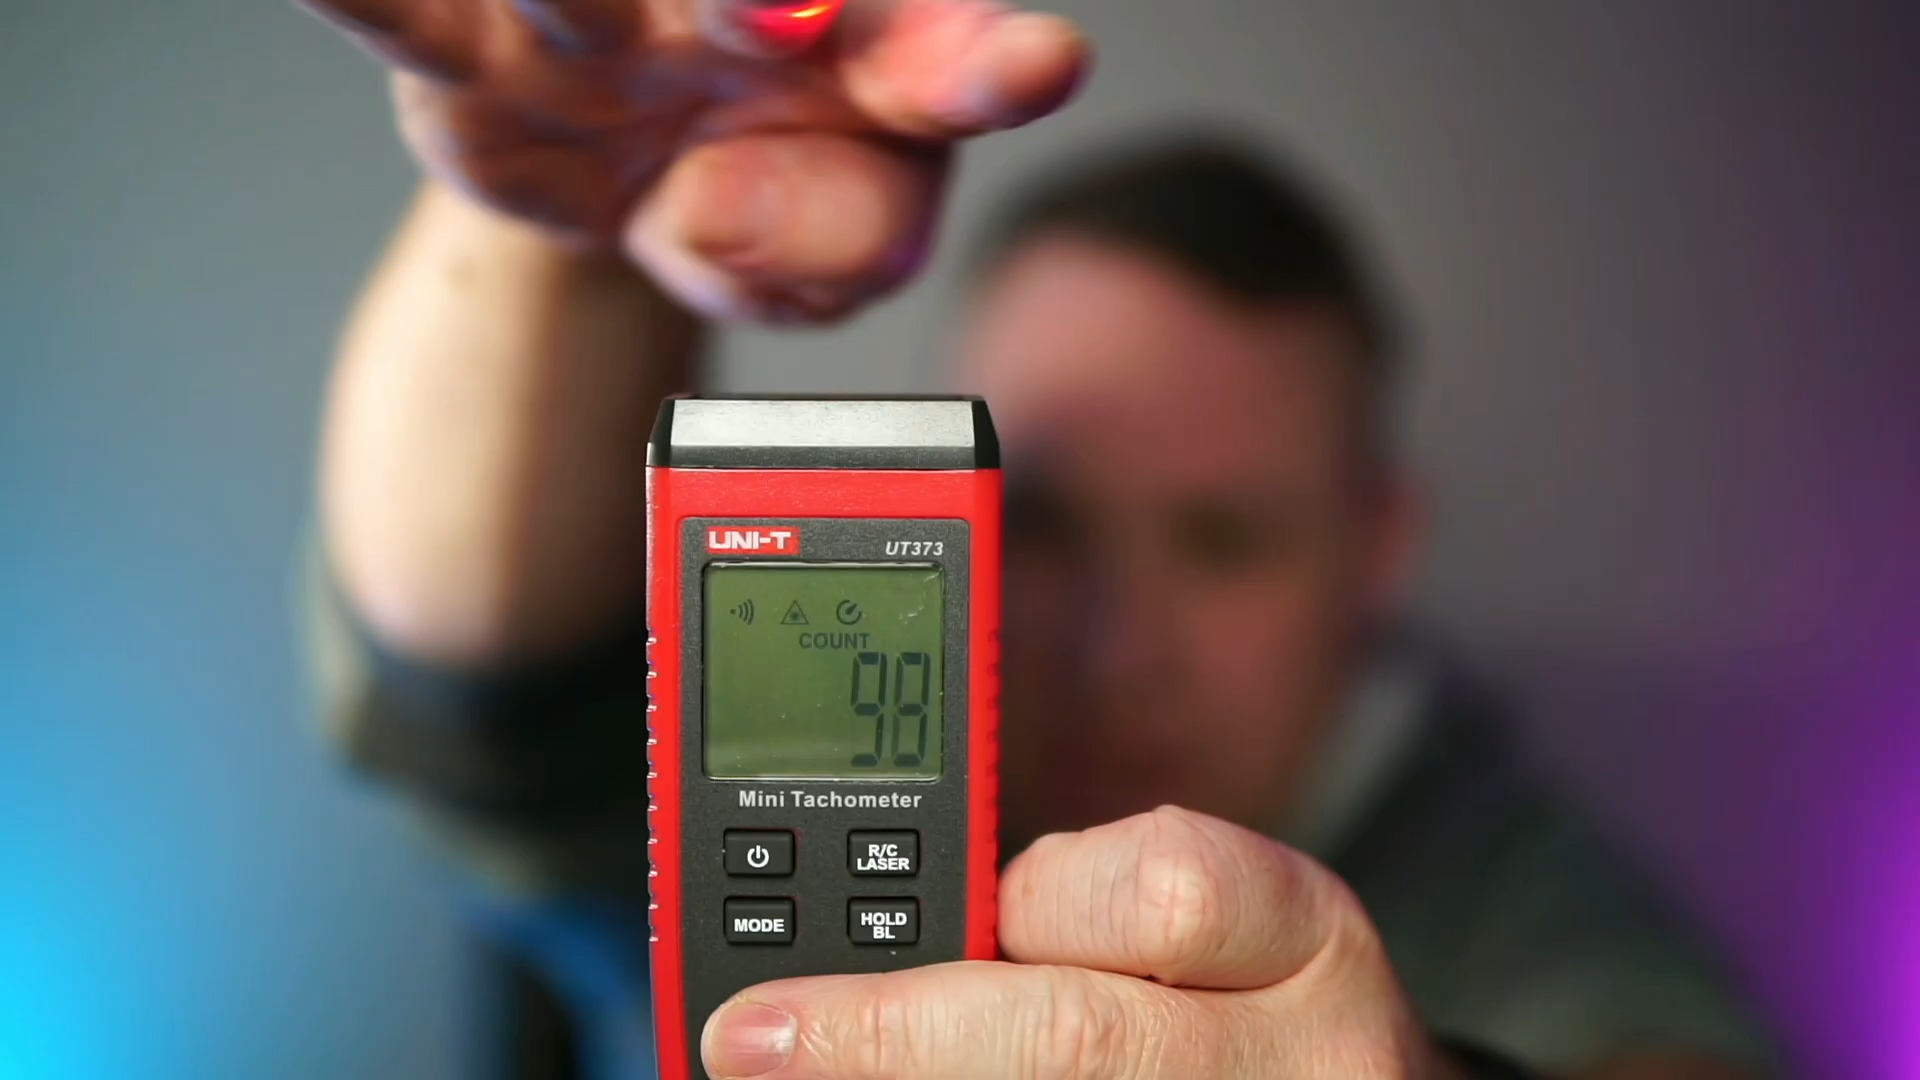 UNI-T
UT373
COUNT
98
Mini Tachometer
R/C
LASER
MODE
HOLD
BL